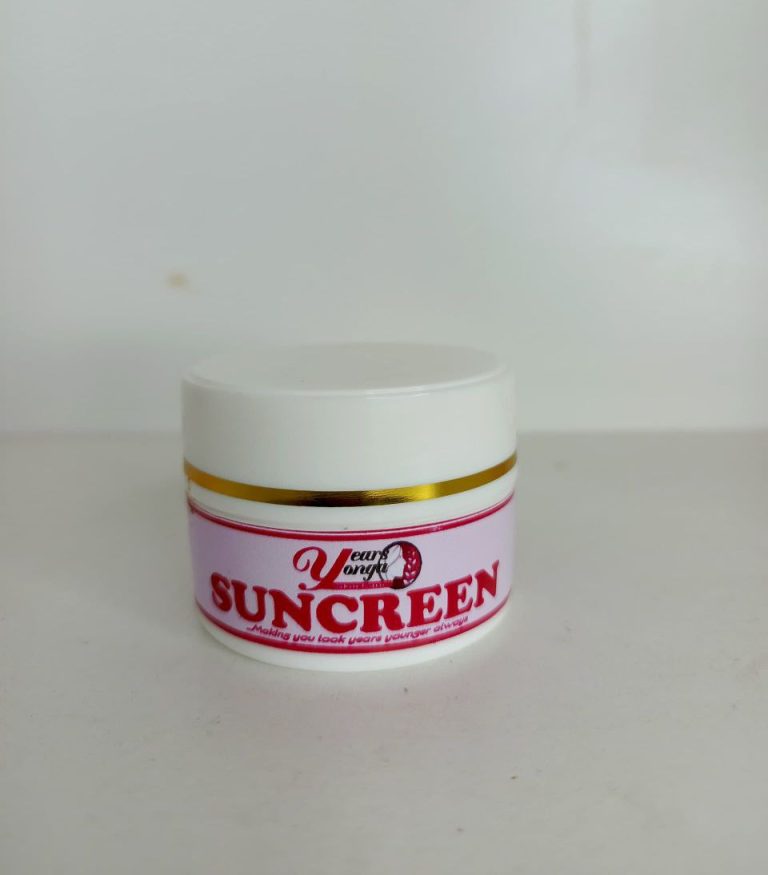 Years
Yonga
SUNCREEN
...Making you look years younger always